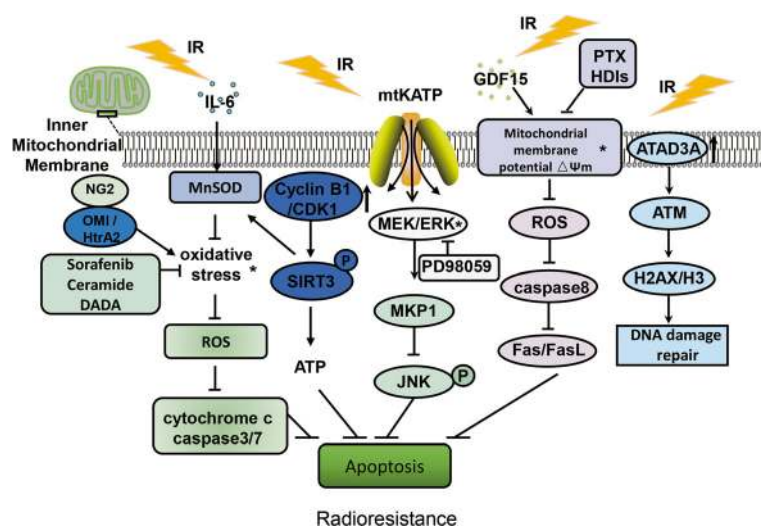 IR
IR
IR
IR
IL-6
GDF15
PTX
HDIs
mtKATP
Inner
Mitochondrial
Membrane
Mitochondrial
membrane *
potential △Ψm
ATAD3A
NG2
OMI /
HtrA2
MnSOD
Cyclin B1
/CDK1
MEK/ERK*
ROS
ATM
oxidative
stress *
P
SIRT3
PD98059
Sorafenib
Ceramide
DADA
caspase8
H2AX/H3
MKP1
ROS
ATP
JNK
P
Fas/FasL
DNA damage
repair
cytochrome c
caspase3/7
Apoptosis
Radioresistance